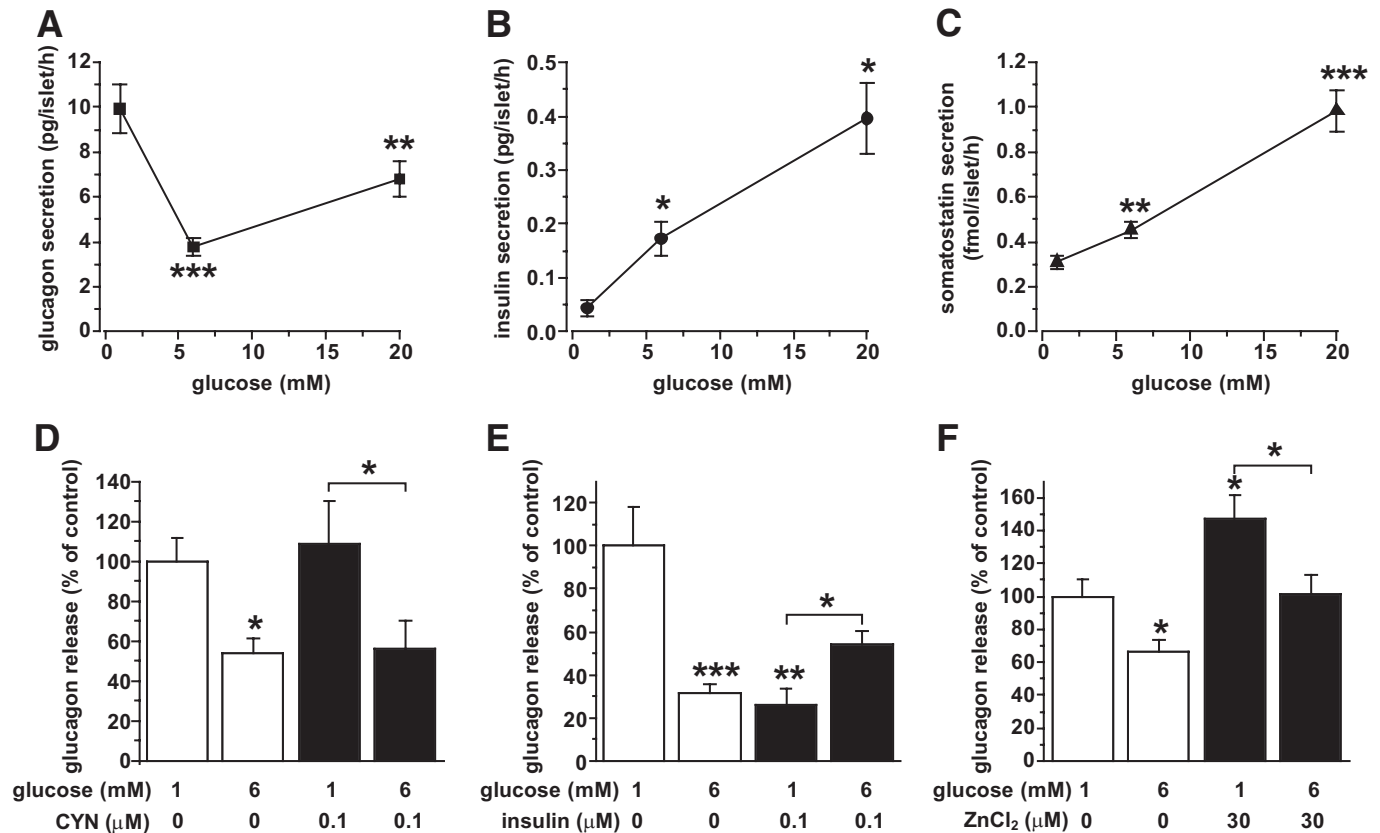 A
glucagon secretion (pg/islet/h)
12
10
8
6
4
2
0
***
**
0 5 10 15 20
glucose (mM)
B
insulin secretion (pg/islet/h)
0.5
0.4
0.3
0.2
0.1
0.0
*
*
0 5 10 15 20
glucose (mM)
C
somatostatin secretion
(fmol/islet/h)
1.2
1.0
0.8
0.6
0.4
0.2
0.0
**
***
0 5 10 15 20
glucose (mM)
D
glucagon release (% of control)
140
120
100
80
60
40
20
0
*
*
glucose (mM) 1 6 1 6
CYN (μM) 0 0 0.1 0.1
E
glucagon release (% of control)
120
100
80
60
40
20
0
***
**
*
glucose (mM) 1 6 1 6
insulin (μM) 0 0 0.1 0.1
F
glucagon release (% of control)
160
140
120
100
80
60
40
20
0
*
*
*
glucose (mM) 1 6 1 6
ZnCl₂ (μM) 0 0 30 30